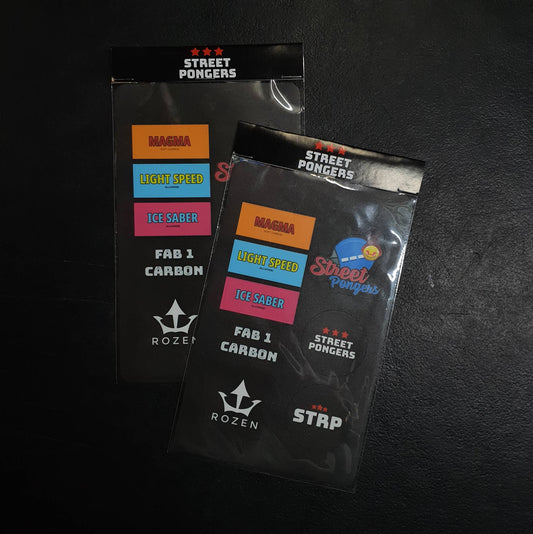 STREET
PONGERS
MAGMA
LIGHT SPEED
ICE SABER
FAB 1
CARBON
ROZEN
STREET
PONGERS
MAGMA
LIGHT SPEED
ICE SABER
FAB 1
CARBON
ROZEN
Street
Pongers
STREET
PONGERS
STRP